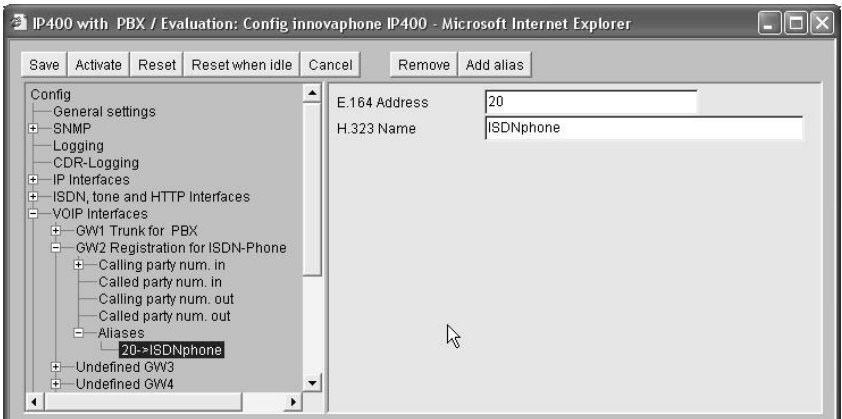 IP400 with PBX / Evaluation: Config innovaphone IP400 - Microsoft Internet Explorer
Save Activate Reset Reset when idle Cancel Remove Add alias
Config
General settings
SNMP
Logging
CDR-Logging
IP Interfaces
ISDN, tone and HTTP Interfaces
VOIP Interfaces
GW1 Trunk for PBX
GW2 Registration for ISDN-Phone
Calling party num. in
Called party num. in
Calling party num. out
Called party num. out
Aliases
20->ISDNphone
Undefined GW3
Undefined GW4
E.164 Address 20
H.323 Name ISDNphone